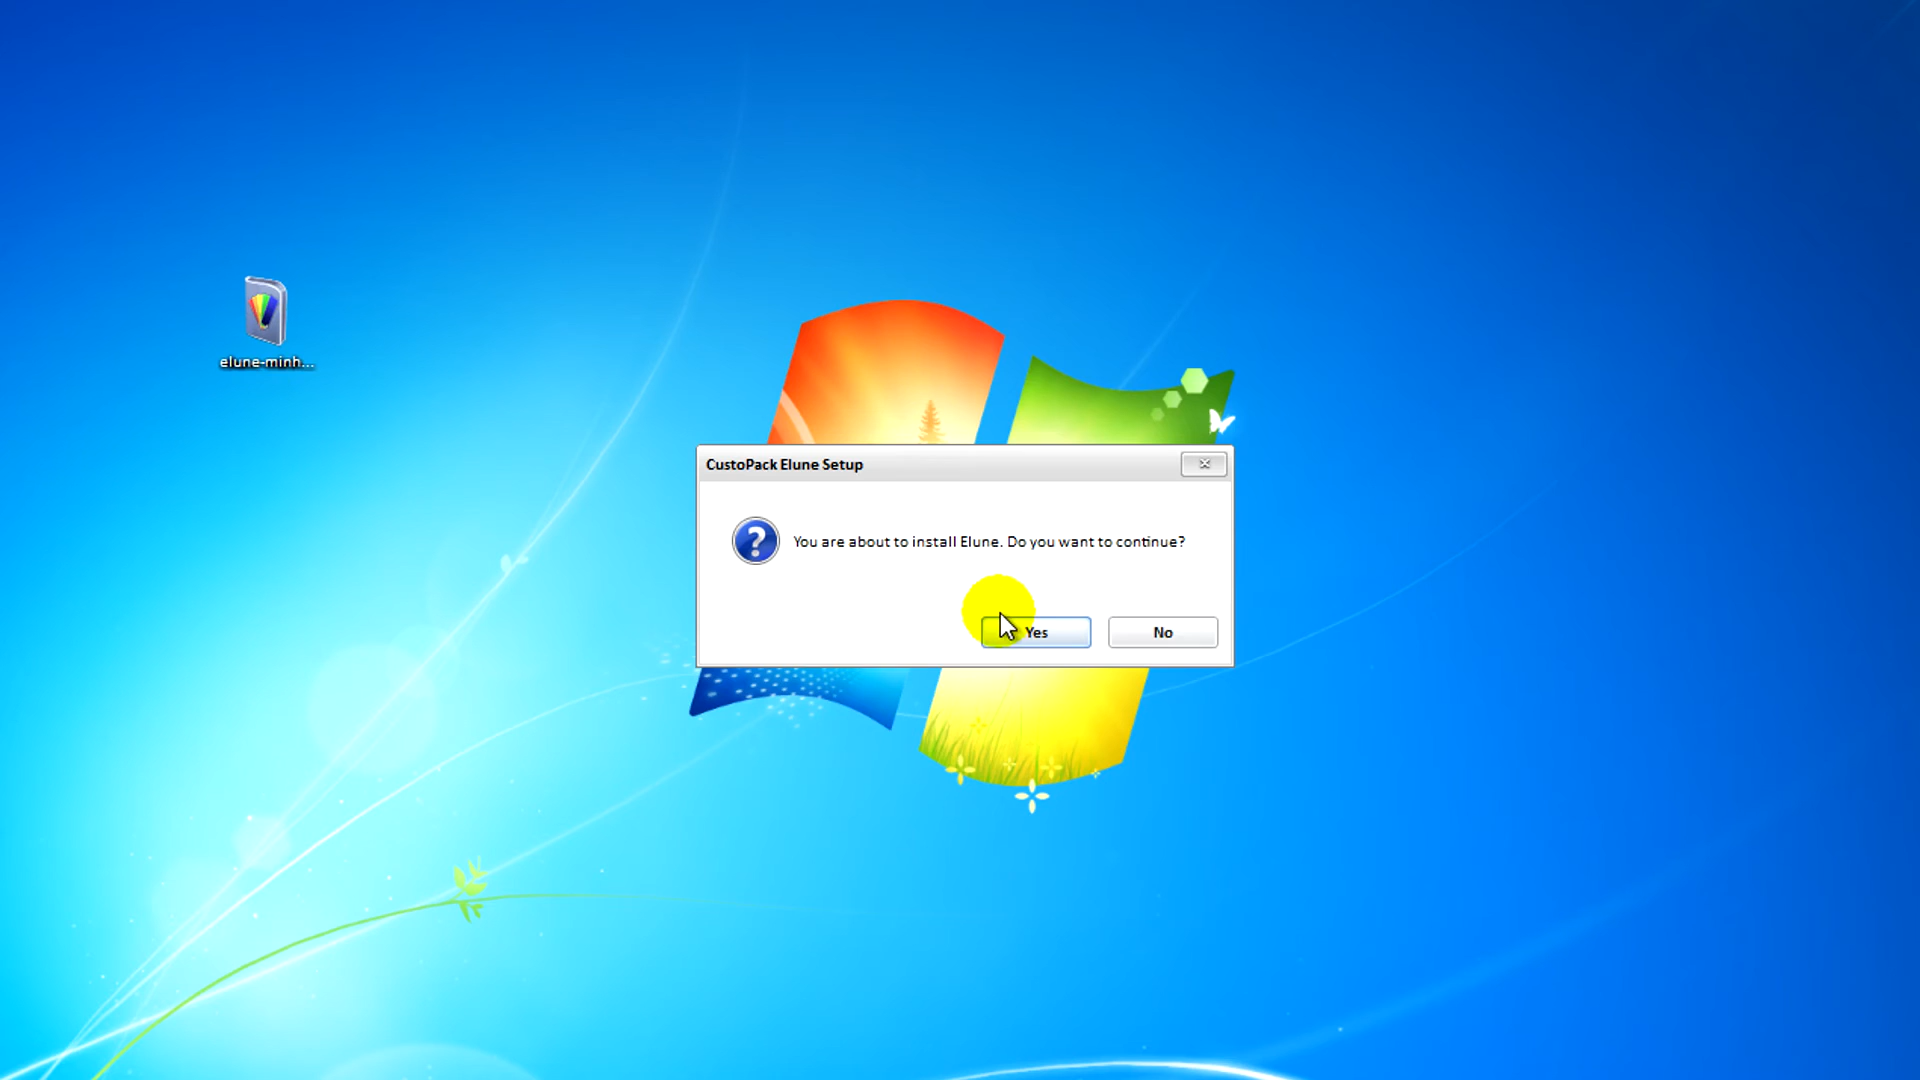 elune-minh...
CustoPack Elune Setup
You are about to install Elune. Do you want to continue?
Yes
No